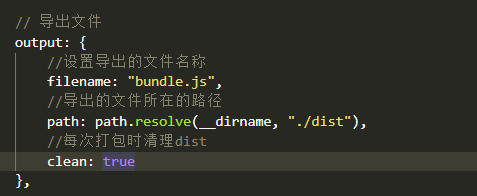 // 导出文件
output: {
//设置导出的文件名称
filename: "bundle.js",
//导出的文件所在的路径
path: path.resolve(__dirname, "./dist"),
//每次打包时清理dist
clean: true
},